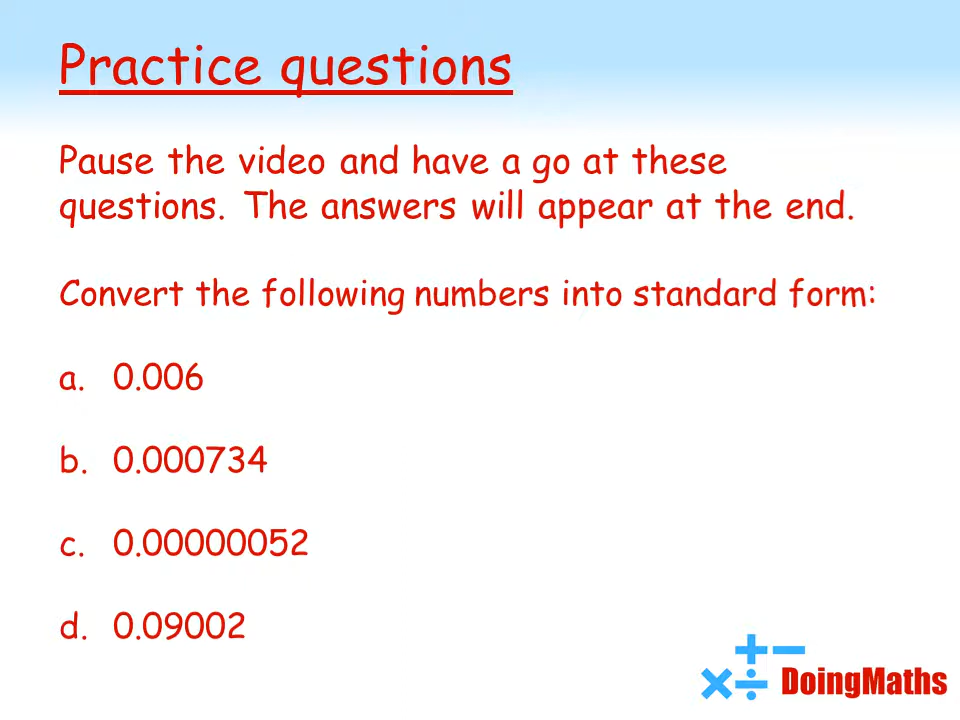 Practice questions
Pause the video and have a go at these
questions. The answers will appear at the end.
Convert the following numbers into standard form:
a. 0.006
b. 0.000734
c. 0.00000052
d. 0.09002
DoingMaths